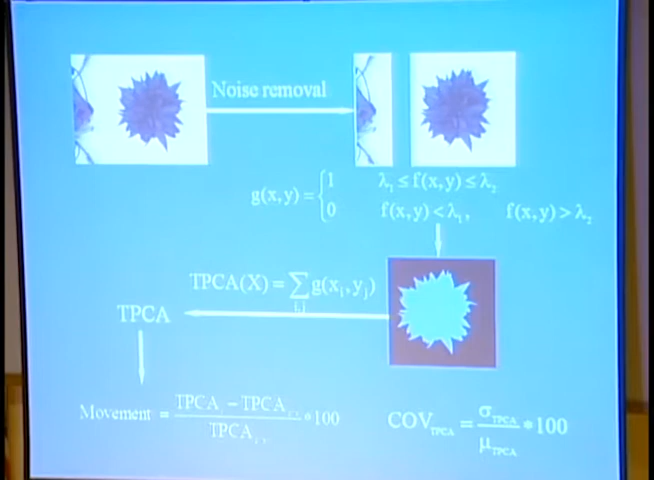 Noise removal
g(x,y) = { 1 λ₁ ≤ f(x,y) ≤ λ₂
0 f(x,y) < λ₁, f(x,y) > λ₂
TPCA(X) = ∑ g(xᵢ,yⱼ)
i,j
TPCA
Movement = (TPCA − TPCA) / TPCA * 100
COV_TPCA = σ_TPCA / μ_TPCA * 100